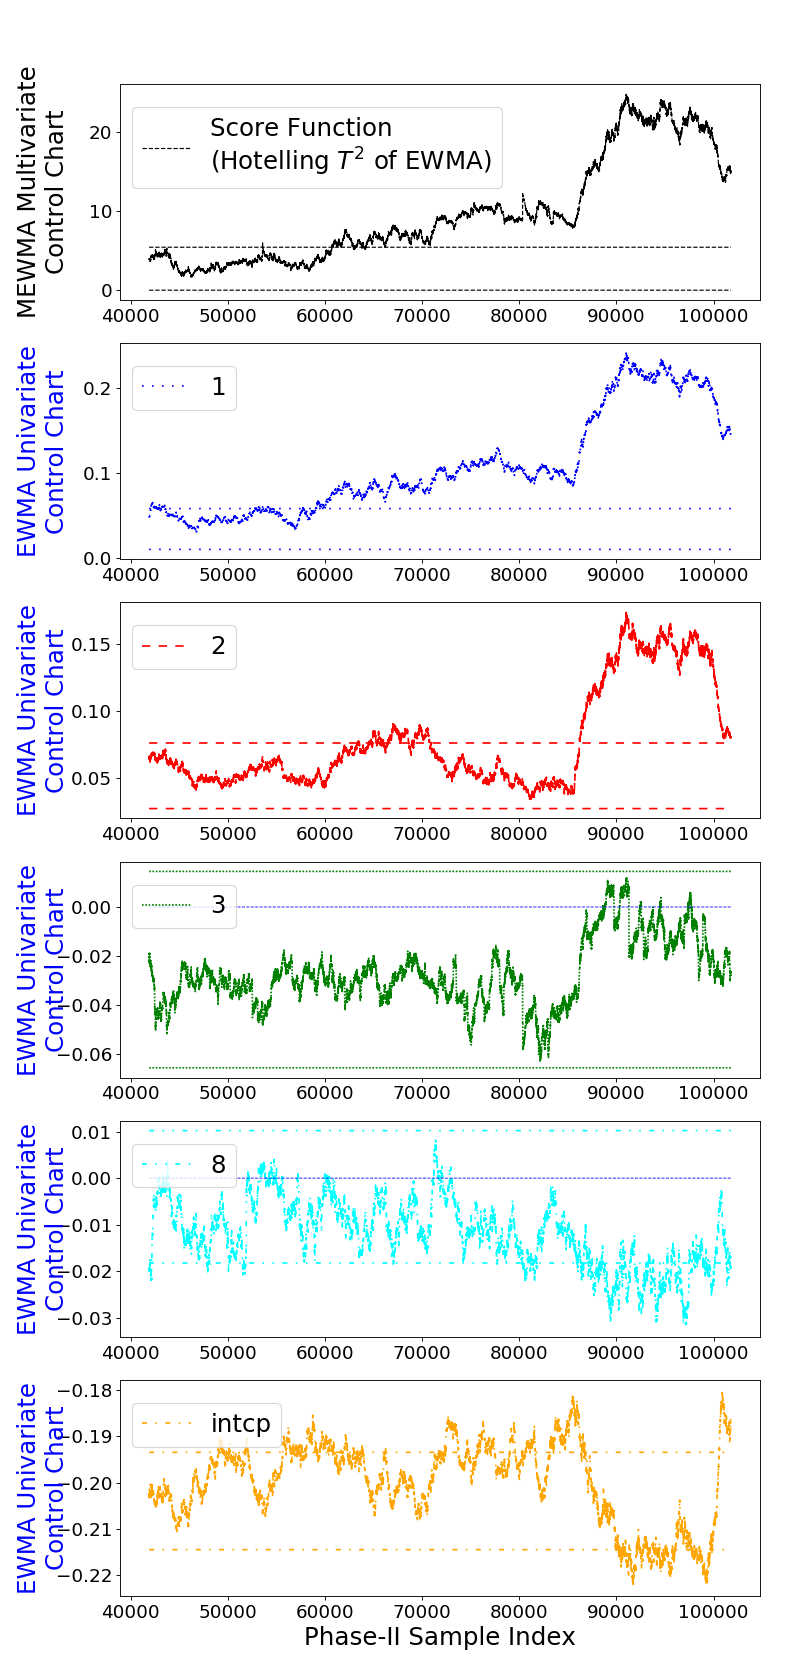 MEWMA Multivariate
Control Chart
Score Function
(Hotelling T² of EWMA)
20
10
0
40000 50000 60000 70000 80000 90000 100000
EWMA Univariate
Control Chart
1
0.2
0.1
0.0
40000 50000 60000 70000 80000 90000 100000
EWMA Univariate
Control Chart
2
0.15
0.10
0.05
40000 50000 60000 70000 80000 90000 100000
EWMA Univariate
Control Chart
3
0.00
−0.02
−0.04
−0.06
40000 50000 60000 70000 80000 90000 100000
EWMA Univariate
Control Chart
8
0.01
0.00
−0.01
−0.02
−0.03
40000 50000 60000 70000 80000 90000 100000
EWMA Univariate
Control Chart
intcp
−0.18
−0.19
−0.20
−0.21
−0.22
40000 50000 60000 70000 80000 90000 100000
Phase-II Sample Index